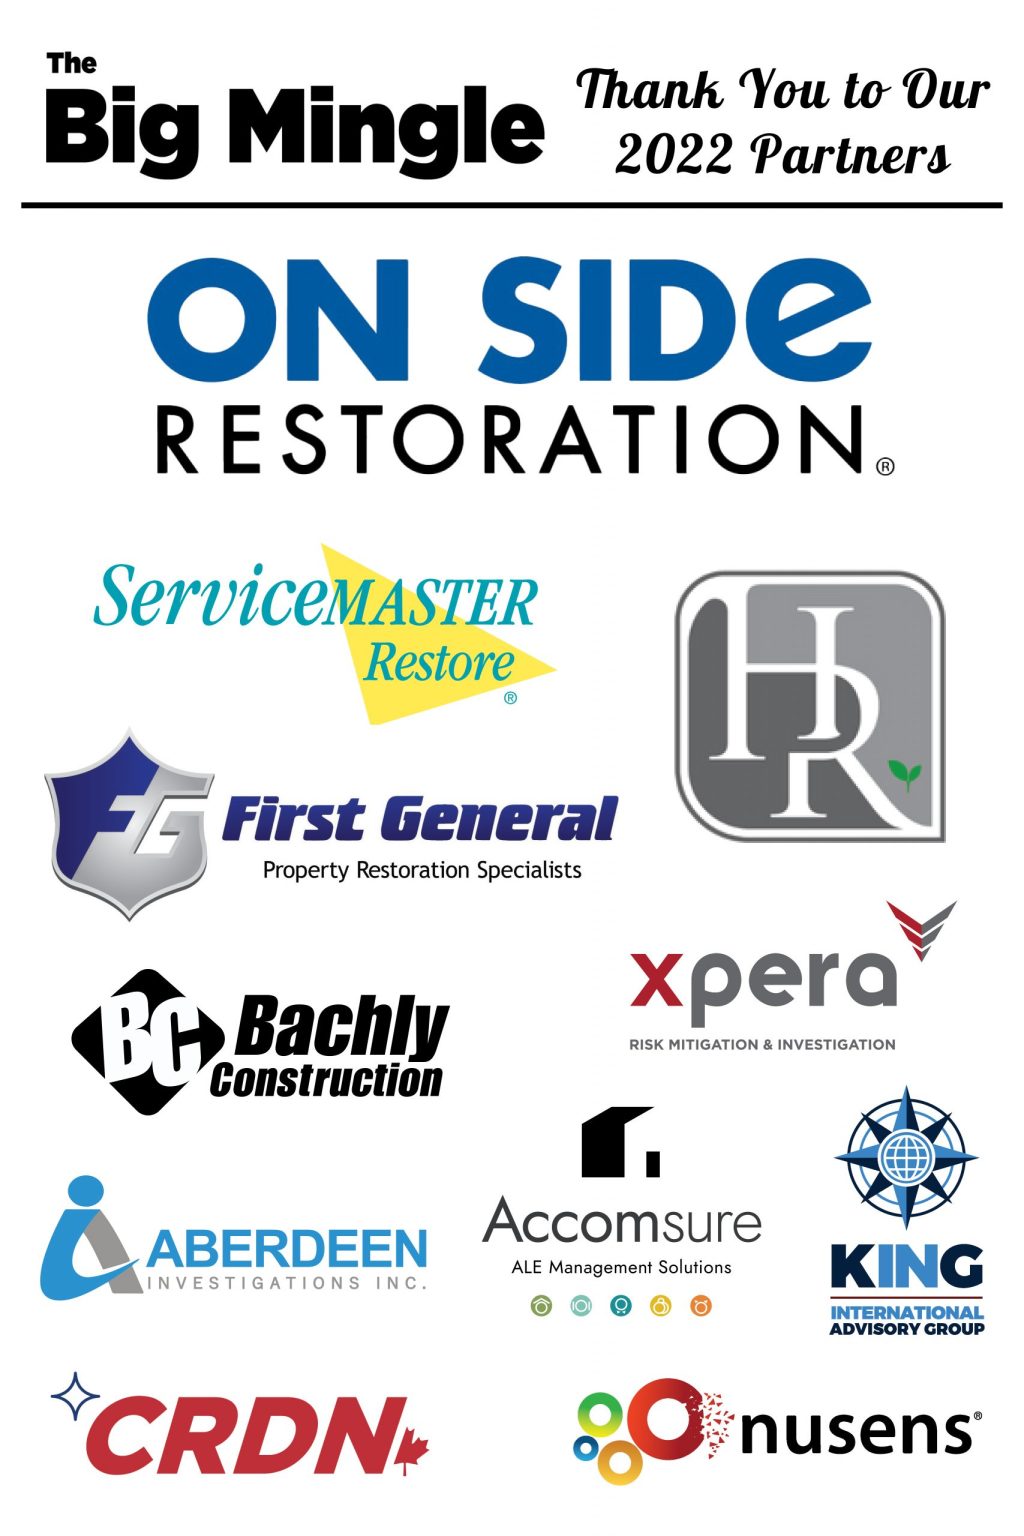 The
Big Mingle
Thank You to Our
2022 Partners
ON SIDe
RESTORATION®
ServiceMASTER
Restore
®
HR
FG
First General
Property Restoration Specialists
xpera
RISK MITIGATION & INVESTIGATION
BC
Bachly
Construction
Accomsure
ALE Management Solutions
ABERDEEN
INVESTIGATIONS INC.
KING
INTERNATIONAL
ADVISORY GROUP
CRDN
nusens®